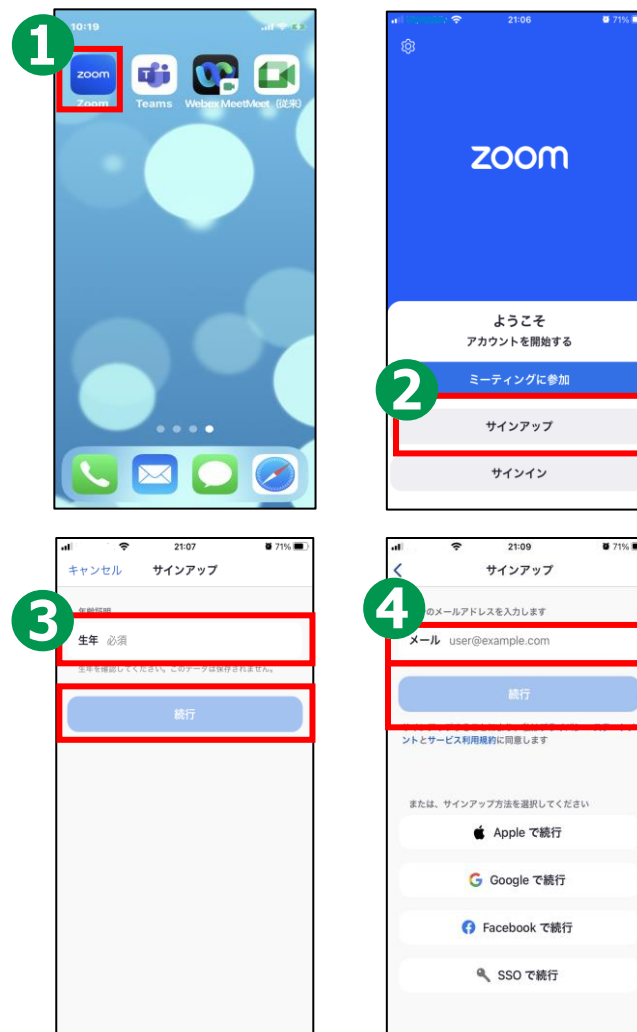 1
10:19
zoom
Zoom
Teams
Webex Meet
Meet（従来）
21:06
71%
zoom
ようこそ
アカウントを開始する
ミーティングに参加
2
サインアップ
サインイン
21:07
71%
キャンセル
サインアップ
年齢証明
3
生年 必須
生年を確認してください。このデータは保存されません。
続行
21:09
71%
サインアップ
4
のメールアドレスを入力します
メール user@example.com
続行
ントとサービス利用規約に同意します
または、サインアップ方法を選択してください
Apple で続行
Google で続行
Facebook で続行
SSO で続行